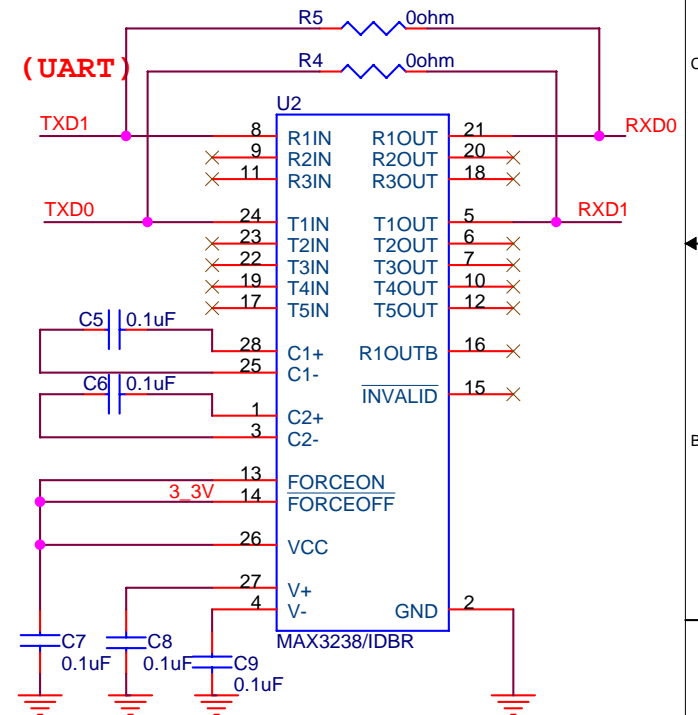 R5 0ohm
C
(UART)
R4 0ohm
U2
TXD1 8 R1IN R1OUT 21 RXD0
9 R2IN R2OUT 20
11 R3IN R3OUT 18
TXD0 24 T1IN T1OUT 5 RXD1
23 T2IN T2OUT 6
22 T3IN T3OUT 7
19 T4IN T4OUT 10
17 T5IN T5OUT 12
C5 0.1uF
28 C1+ R1OUTB 16
25 C1-
C6 0.1uF
INVALID 15
1 C2+
3 C2-
B
13 FORCEON
3_3V 14 FORCEOFF
26 VCC
27 V+
4 V- GND 2
MAX3238/IDBR
C7 C8 C9
0.1uF 0.1uF 0.1uF